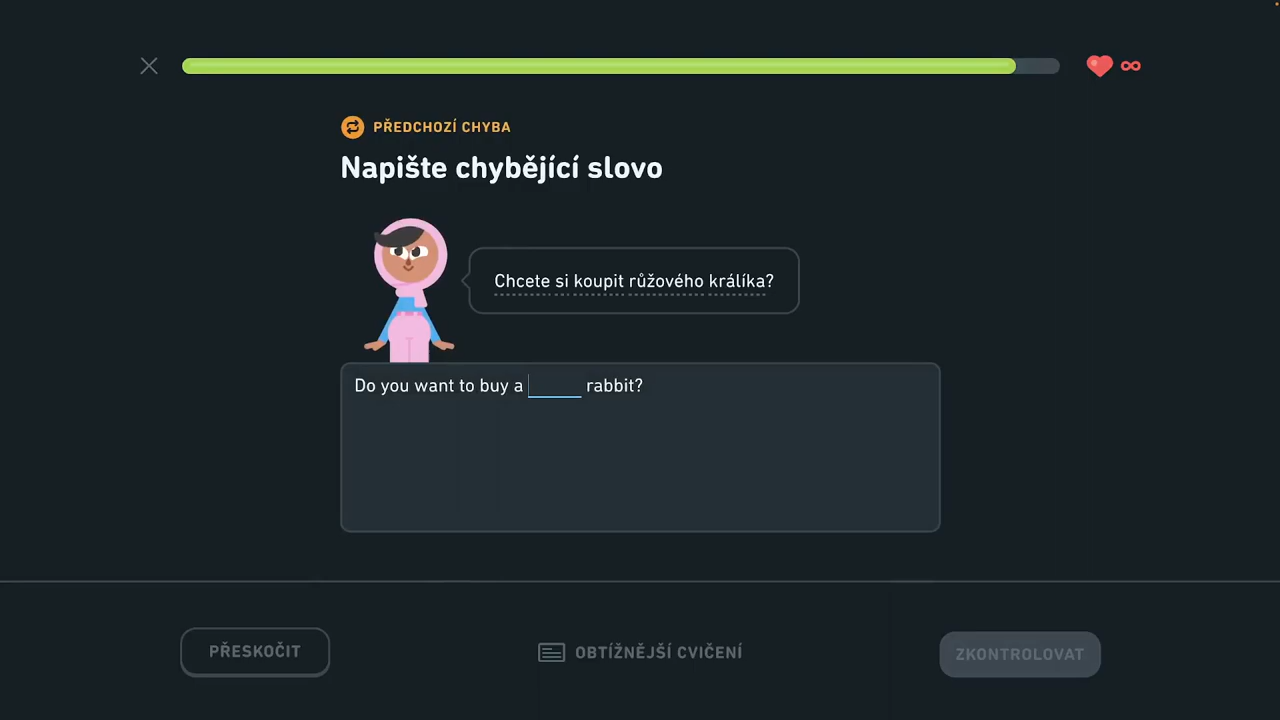 ∞
PŘEDCHOZÍ CHYBA
Napište chybějící slovo
Chcete si koupit růžového králíka?
Do you want to buy a _____ rabbit?
PŘESKOČIT
OBTÍŽNĚJŠÍ CVIČENÍ
ZKONTROLOVAT